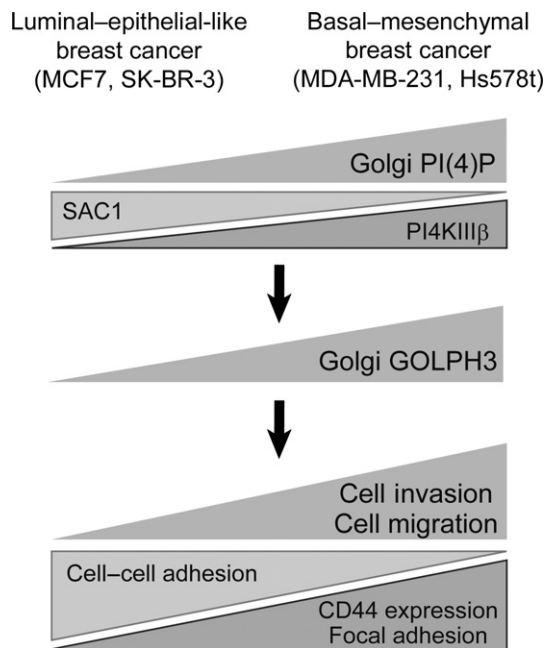 Luminal–epithelial-like
breast cancer
(MCF7, SK-BR-3)
Basal–mesenchymal
breast cancer
(MDA-MB-231, Hs578t)
Golgi PI(4)P
SAC1
PI4KIIIβ
Golgi GOLPH3
Cell invasion
Cell migration
Cell–cell adhesion
CD44 expression
Focal adhesion